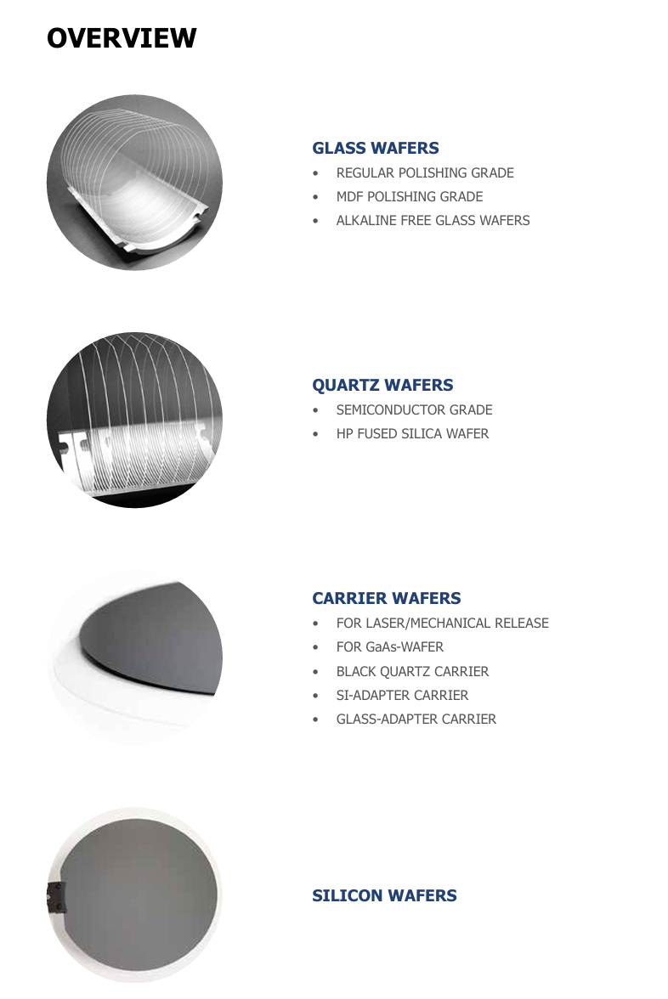 OVERVIEW
GLASS WAFERS
• REGULAR POLISHING GRADE
• MDF POLISHING GRADE
• ALKALINE FREE GLASS WAFERS
QUARTZ WAFERS
• SEMICONDUCTOR GRADE
• HP FUSED SILICA WAFER
CARRIER WAFERS
• FOR LASER/MECHANICAL RELEASE
• FOR GaAs-WAFER
• BLACK QUARTZ CARRIER
• SI-ADAPTER CARRIER
• GLASS-ADAPTER CARRIER
SILICON WAFERS